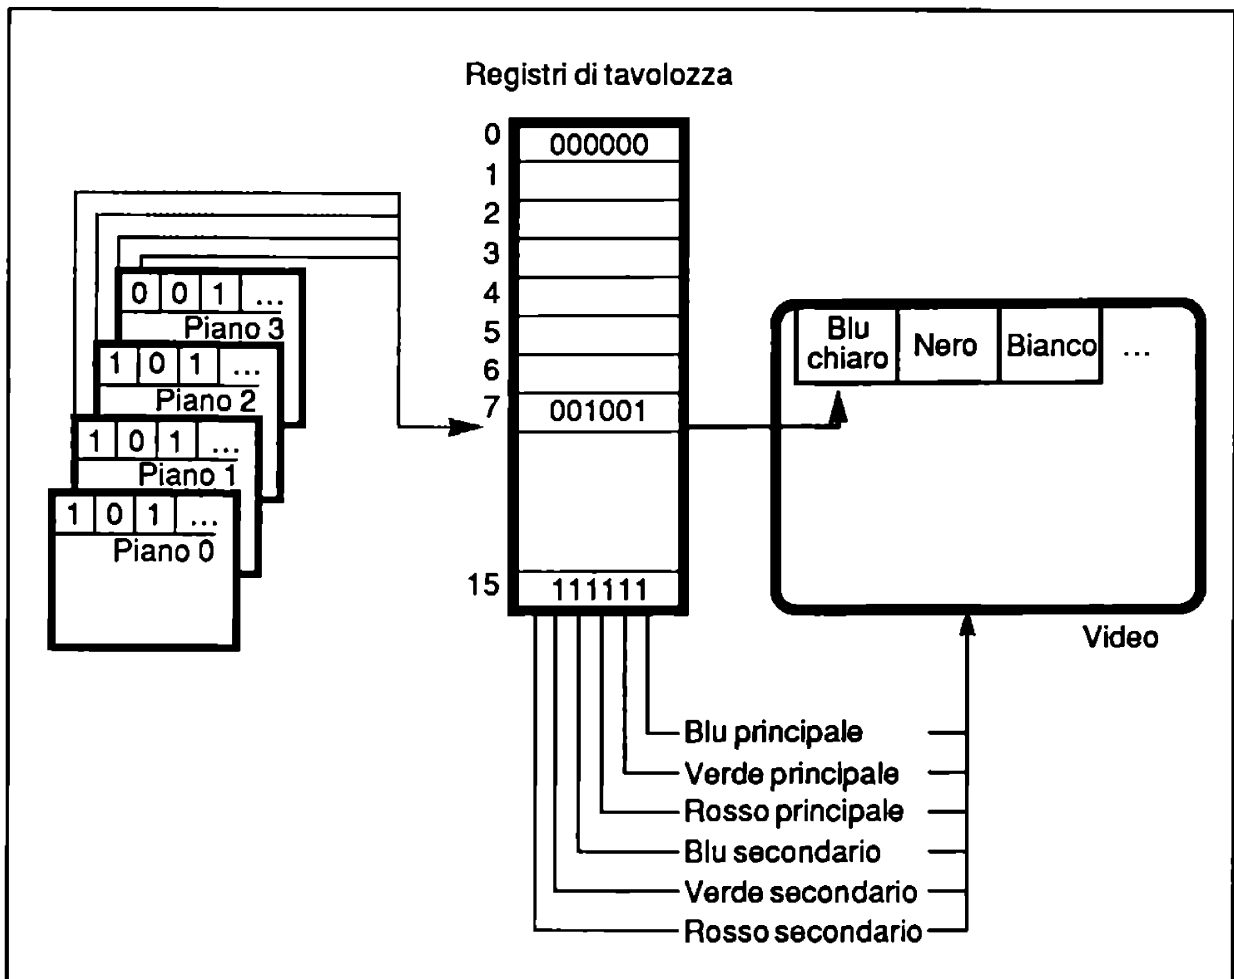 Registri di tavolozza
0 000000
1
2
3
4
5
6
7 001001
15 111111
0 0 1 ...
Piano 3
1 0 1 ...
Piano 2
1 0 1 ...
Piano 1
1 0 1 ...
Piano 0
Blu chiaro
Nero
Bianco
...
Video
Blu principale
Verde principale
Rosso principale
Blu secondario
Verde secondario
Rosso secondario